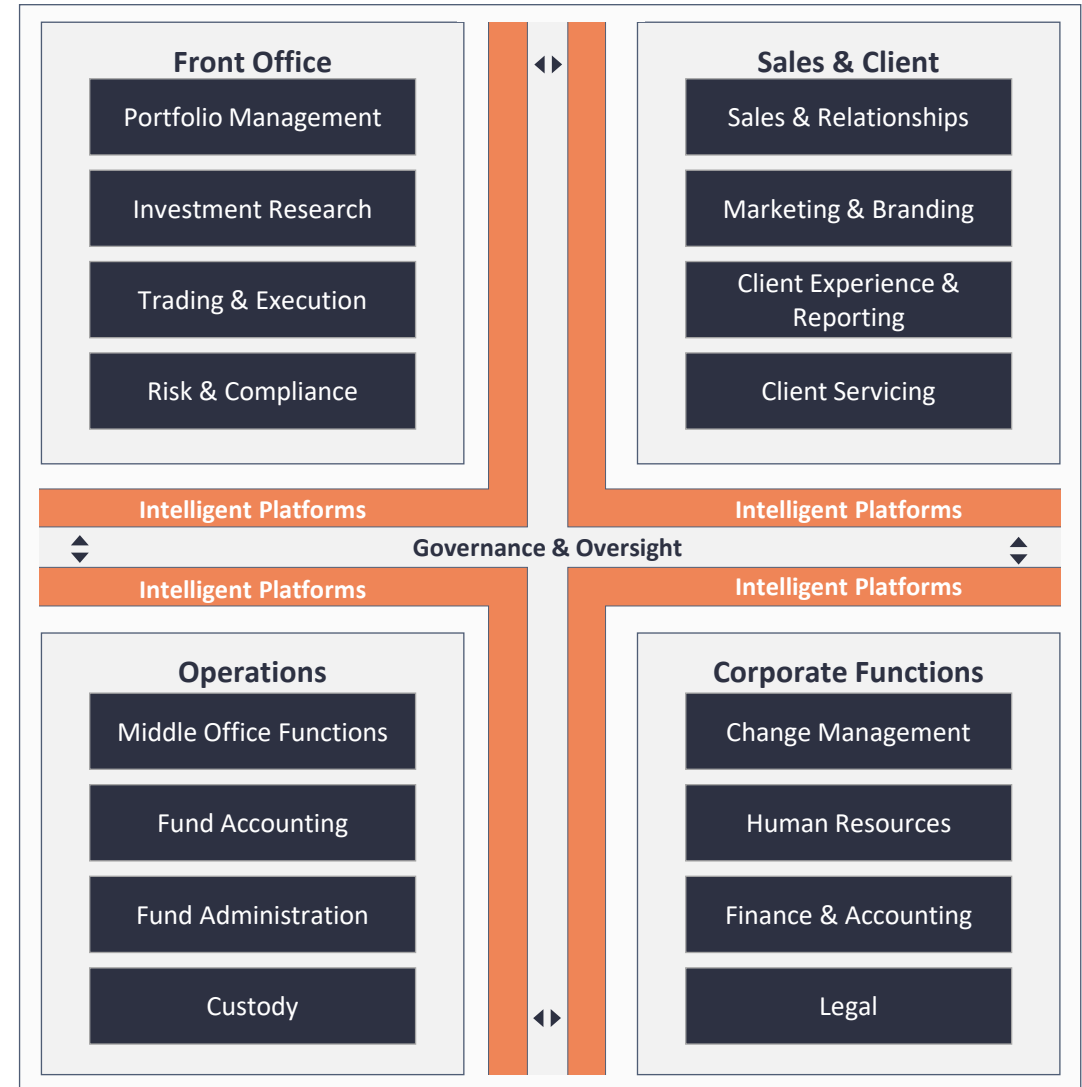 Front Office
Portfolio Management
Investment Research
Trading & Execution
Risk & Compliance
Sales & Client
Sales & Relationships
Marketing & Branding
Client Experience &
Reporting
Client Servicing
Intelligent Platforms
Intelligent Platforms
Governance & Oversight
Intelligent Platforms
Intelligent Platforms
Operations
Middle Office Functions
Fund Accounting
Fund Administration
Custody
Corporate Functions
Change Management
Human Resources
Finance & Accounting
Legal